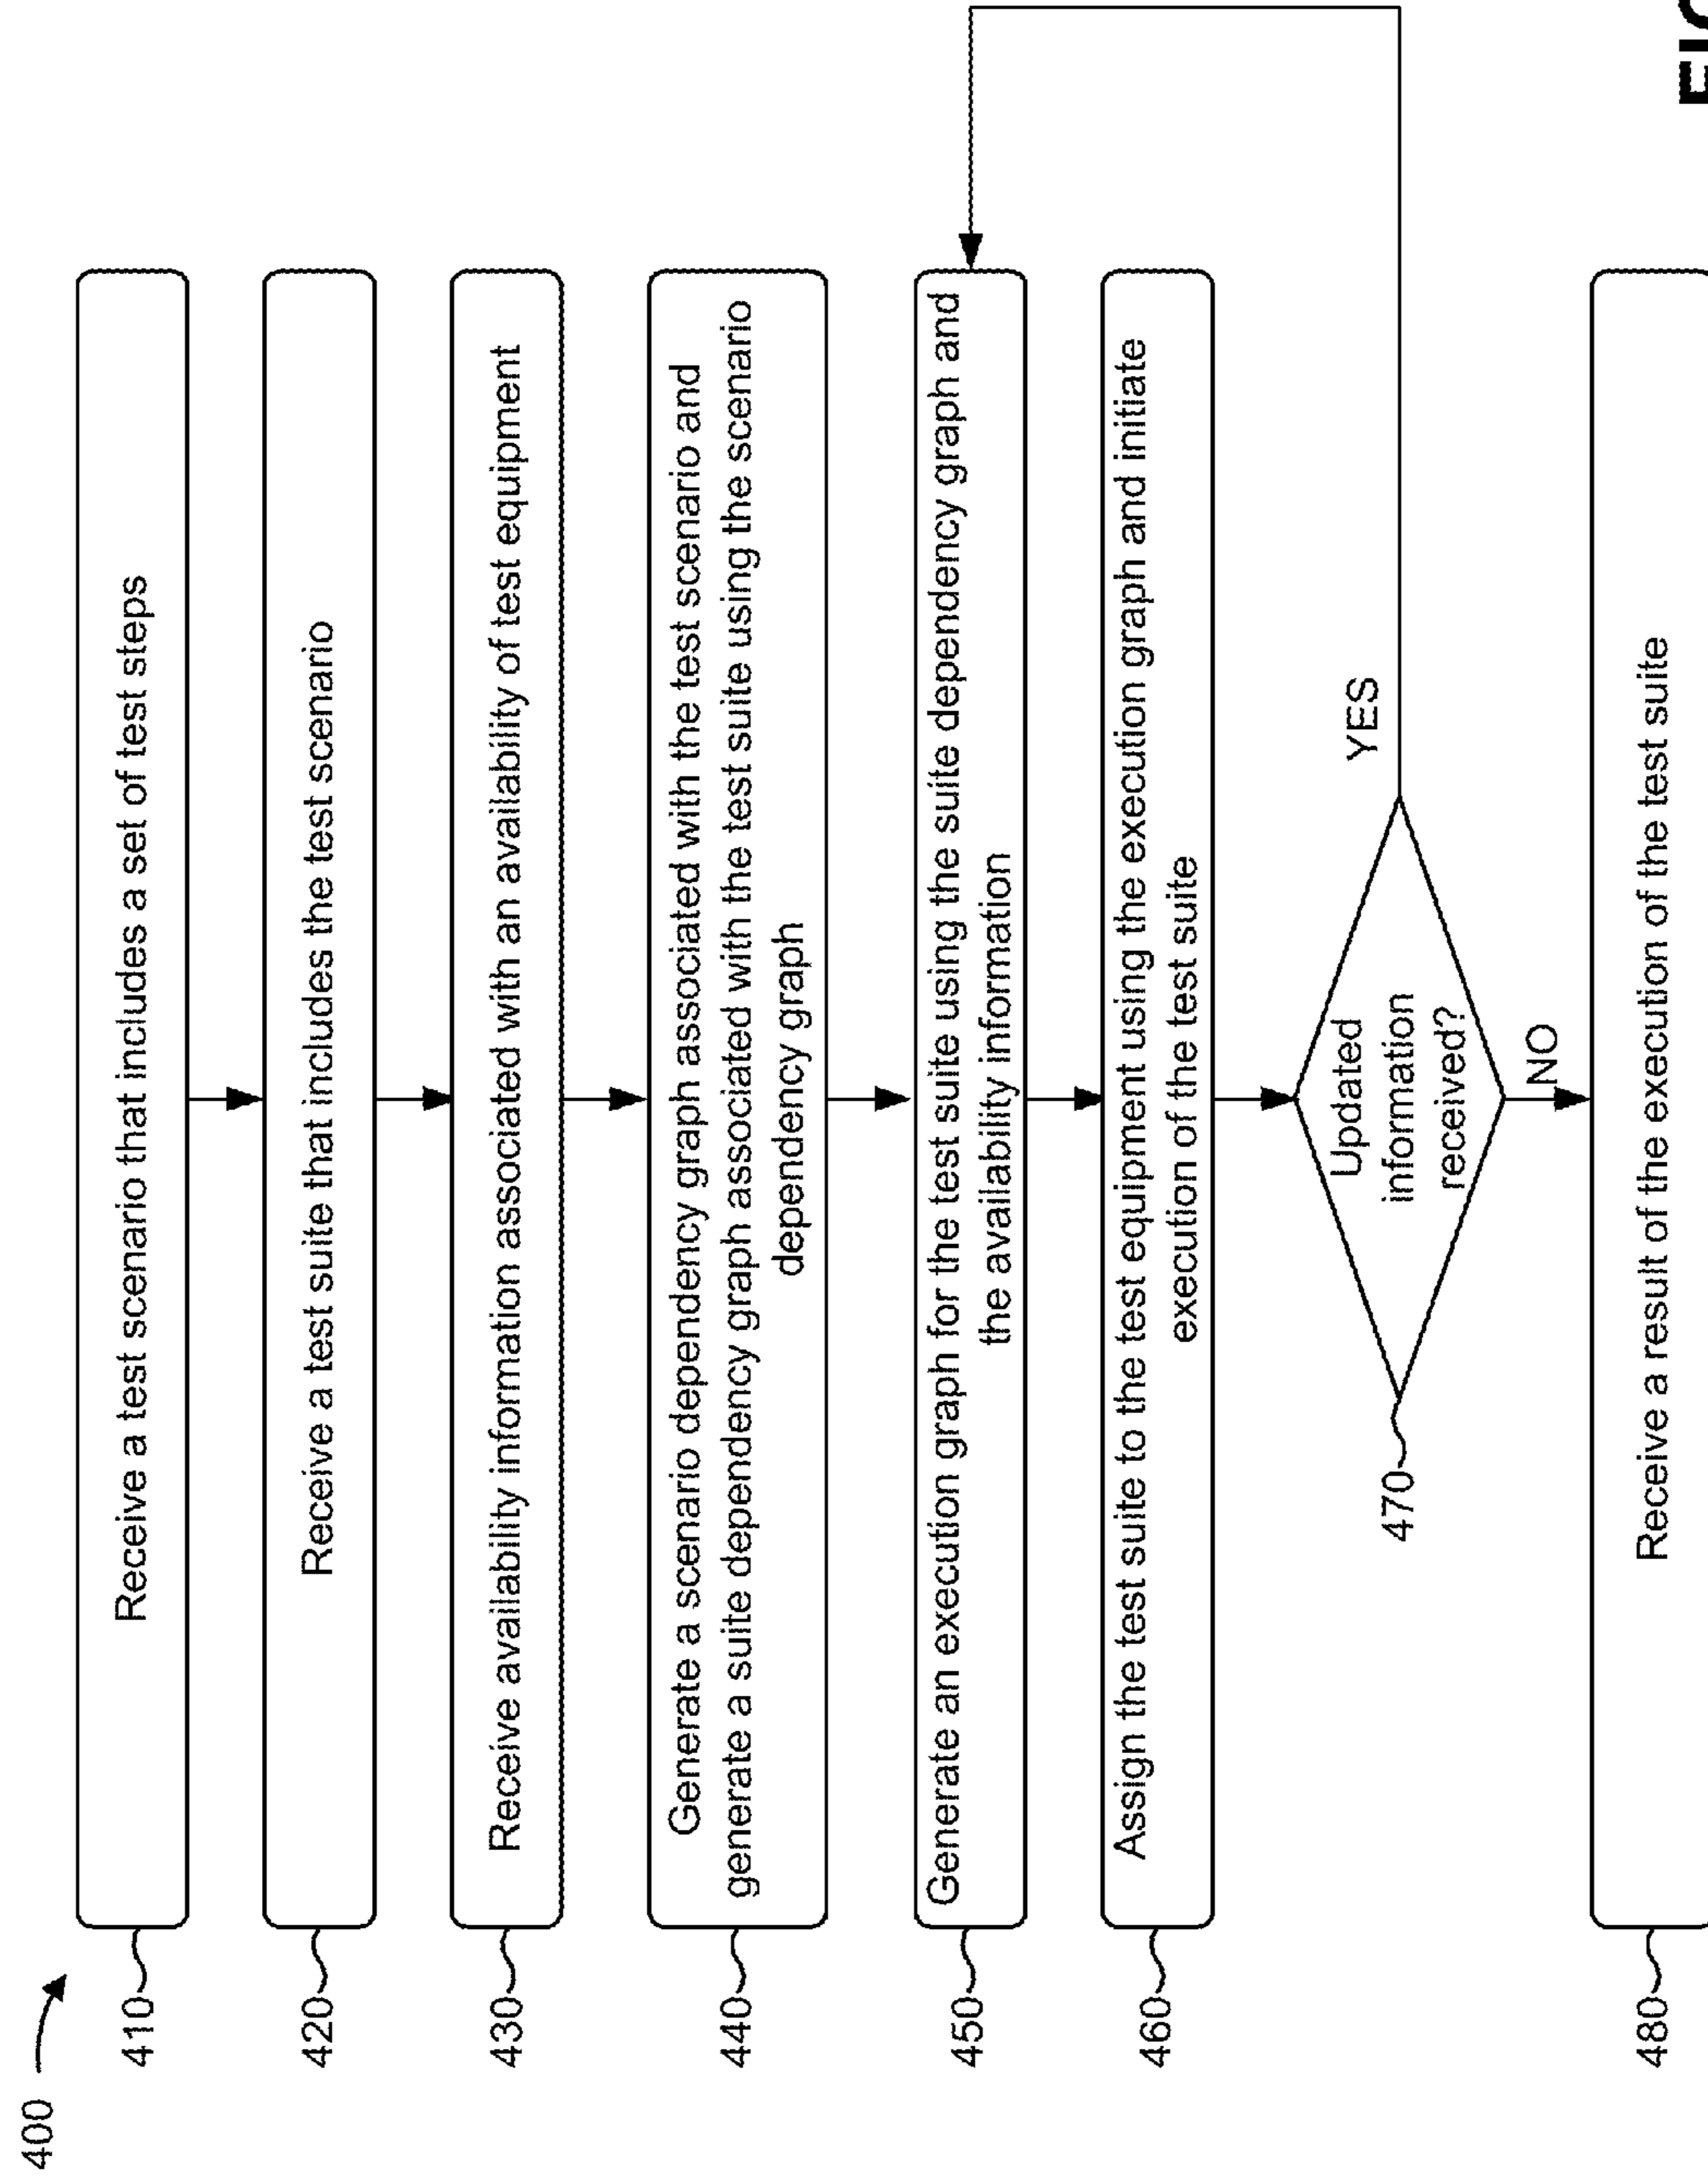 400
410
Receive a test scenario that includes a set of test steps
420
Receive a test suite that includes the test scenario
430
Receive availability information associated with an availability of test equipment
440
Generate a scenario dependency graph associated with the test scenario and
generate a suite dependency graph associated with the test suite using the scenario
dependency graph
450
Generate an execution graph for the test suite using the suite dependency graph and
the availability information
460
Assign the test suite to the test equipment using the execution graph and initiate
execution of the test suite
470
Updated
information
received?
YES
NO
480
Receive a result of the execution of the test suite